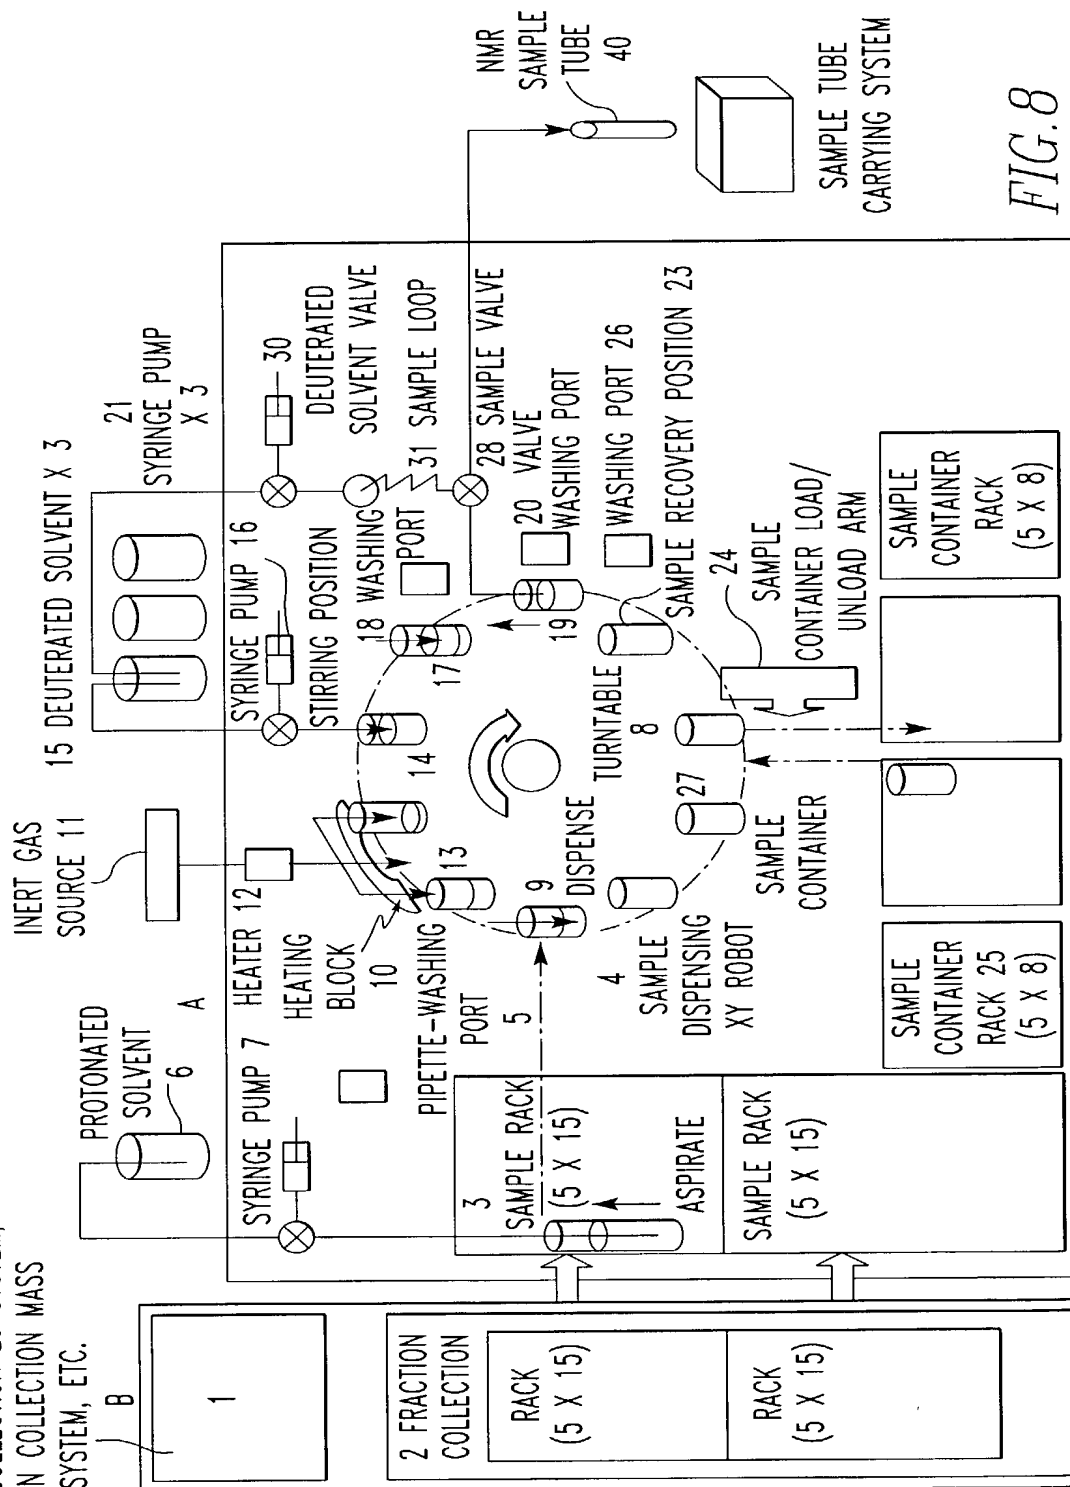 COLLECTION LC SYSTEM,
N COLLECTION MASS
SYSTEM, ETC.
B
1
2 FRACTION
COLLECTION
RACK
(5 X 15)
RACK
(5 X 15)
PROTONATED
SOLVENT
6
A
SYRINGE PUMP 7
INERT GAS
SOURCE 11
HEATER 12
HEATING
BLOCK
10
PIPETTE-WASHING
PORT
5
3
SAMPLE RACK
(5 X 15)
ASPIRATE
SAMPLE RACK
(5 X 15)
13
9
DISPENSE
4
SAMPLE
DISPENSING
XY ROBOT
SAMPLE
CONTAINER
RACK 25
(5 X 8)
15 DEUTERATED SOLVENT X 3
SYRINGE PUMP 16
STIRRING POSITION
14
18 WASHING
PORT
17
TURNTABLE
8
27
SAMPLE
CONTAINER
21
SYRINGE PUMP
X 3
30
DEUTERATED
SOLVENT VALVE
31 SAMPLE LOOP
28 SAMPLE VALVE
20 VALVE
WASHING PORT
19
WASHING PORT 26
SAMPLE RECOVERY POSITION 23
24
SAMPLE
CONTAINER LOAD/
UNLOAD ARM
SAMPLE
CONTAINER
RACK
(5 X 8)
NMR
SAMPLE
TUBE
40
SAMPLE TUBE
CARRYING SYSTEM
FIG. 8